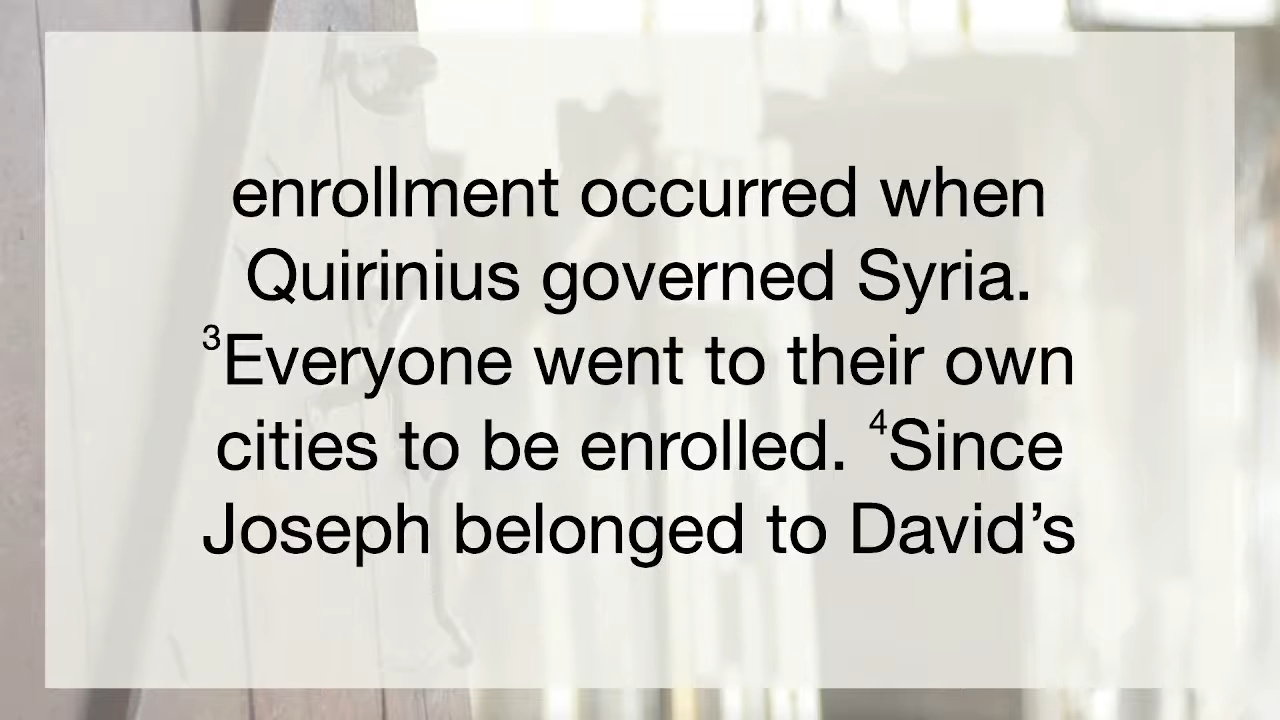 enrollment occurred when
Quirinius governed Syria.
³Everyone went to their own
cities to be enrolled. ⁴Since
Joseph belonged to David’s